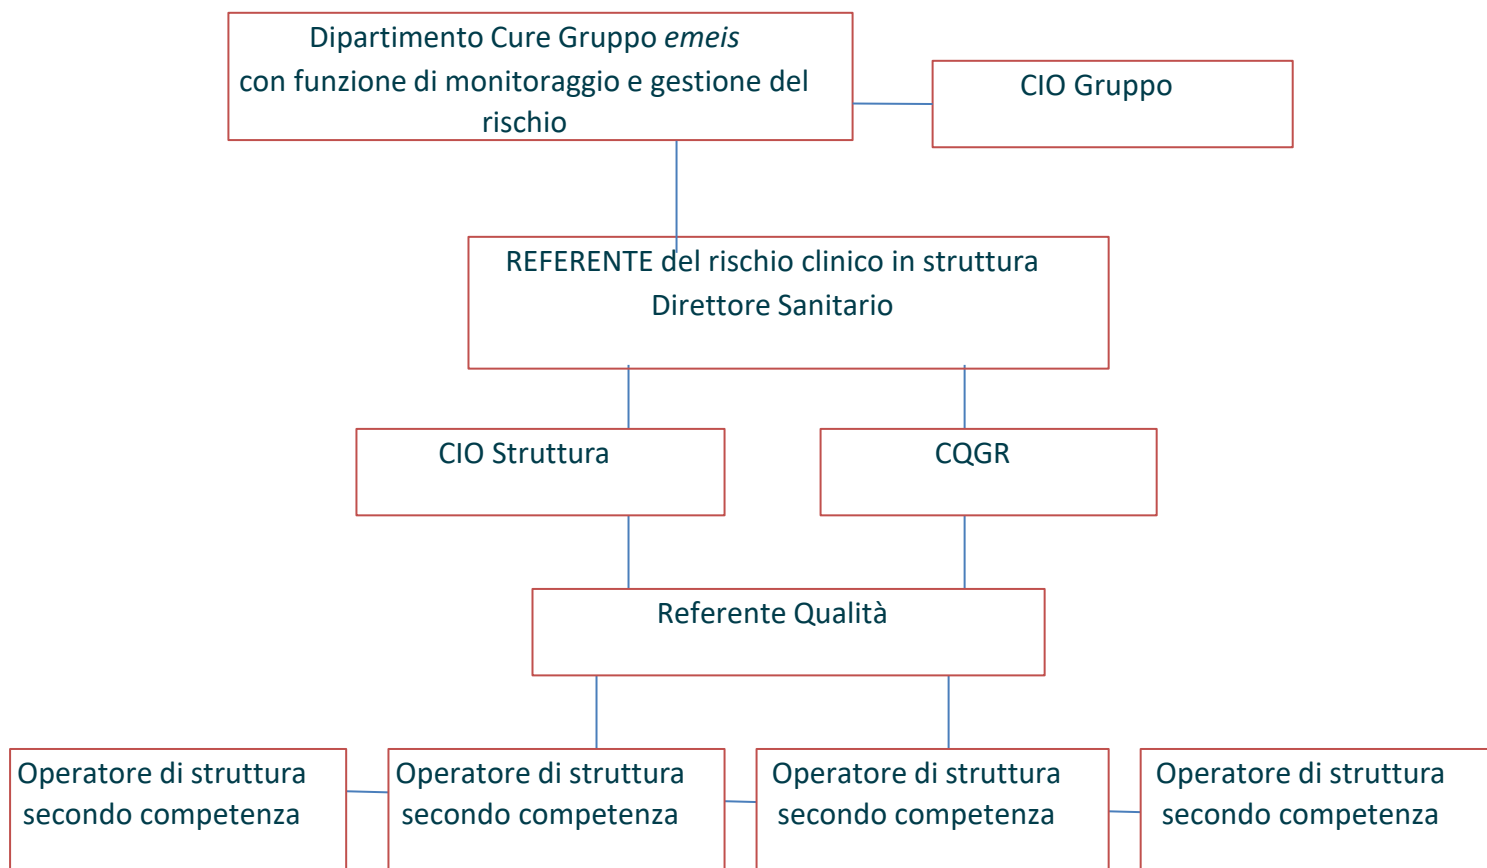 Dipartimento Cure Gruppo emeis
con funzione di monitoraggio e gestione del
rischio
CIO Gruppo
REFERENTE del rischio clinico in struttura
Direttore Sanitario
CIO Struttura
CQGR
Referente Qualità
Operatore di struttura
secondo competenza
Operatore di struttura
secondo competenza
Operatore di struttura
secondo competenza
Operatore di struttura
secondo competenza